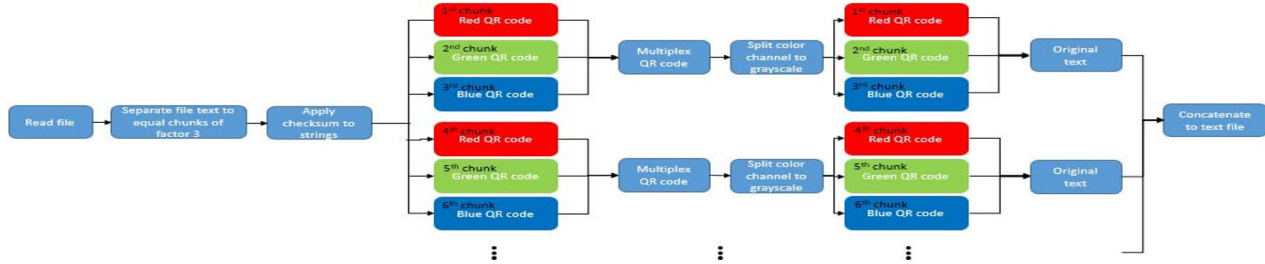 Read file
Separate file text to
equal chunks of
factor 3
Apply
checksum to
strings
1st chunk
Red QR code
2nd chunk
Green QR code
3rd chunk
Blue QR code
4th chunk
Red QR code
5th chunk
Green QR code
6th chunk
Blue QR code
Multiplex
QR code
Multiplex
QR code
Split color
channel to
grayscale
Split color
channel to
grayscale
1st chunk
Red QR code
2nd chunk
Green QR code
3rd chunk
Blue QR code
4th chunk
Red QR code
5th chunk
Green QR code
6th chunk
Blue QR code
Original
text
Original
text
Concatenate
to text file